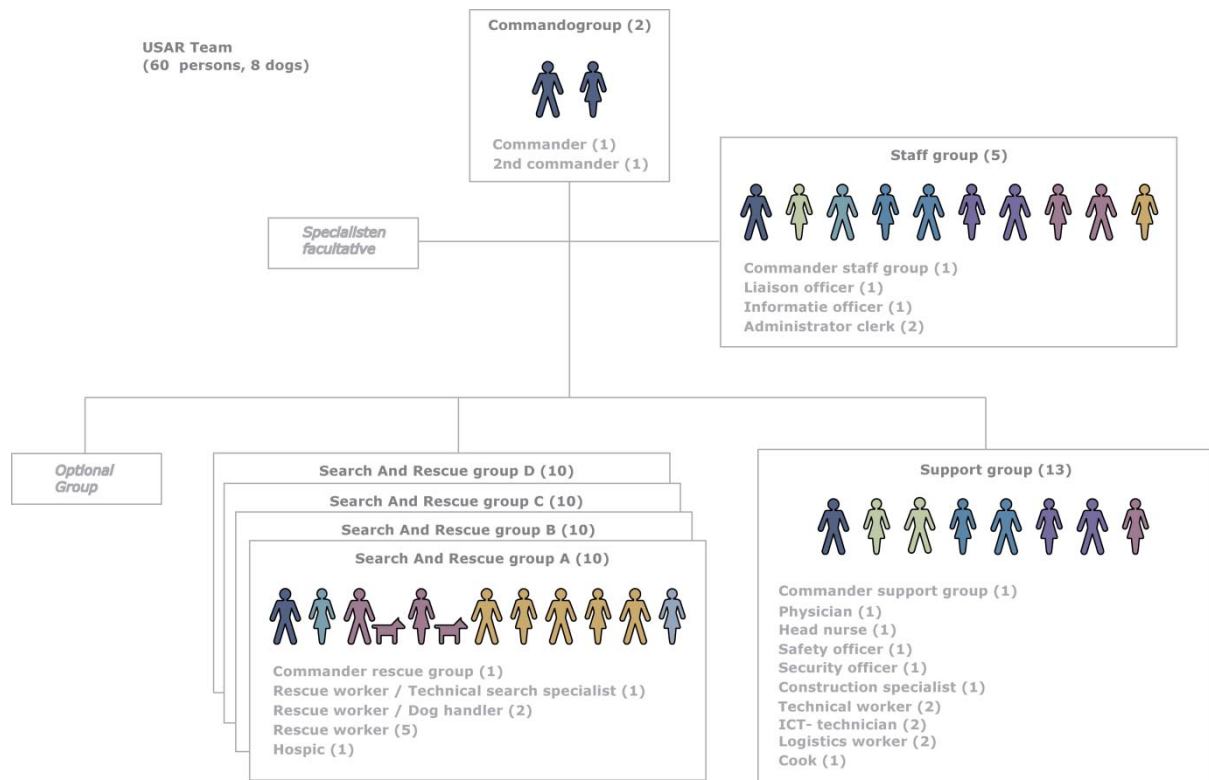 Commandogroup (2)
USAR Team
(60 persons, 8 dogs)
Commander (1)
2nd commander (1)
Staff group (5)
Specialisten
facultative
Commander staff group (1)
Liaison officer (1)
Informatie officer (1)
Administrator clerk (2)
Optional
Group
Search And Rescue group D (10)
Search And Rescue group C (10)
Search And Rescue group B (10)
Search And Rescue group A (10)
Commander rescue group (1)
Rescue worker / Technical search specialist (1)
Rescue worker / Dog handler (2)
Rescue worker (5)
Hospic (1)
Support group (13)
Commander support group (1)
Physician (1)
Head nurse (1)
Safety officer (1)
Security officer (1)
Construction specialist (1)
Technical worker (2)
ICT- technician (2)
Logistics worker (2)
Cook (1)